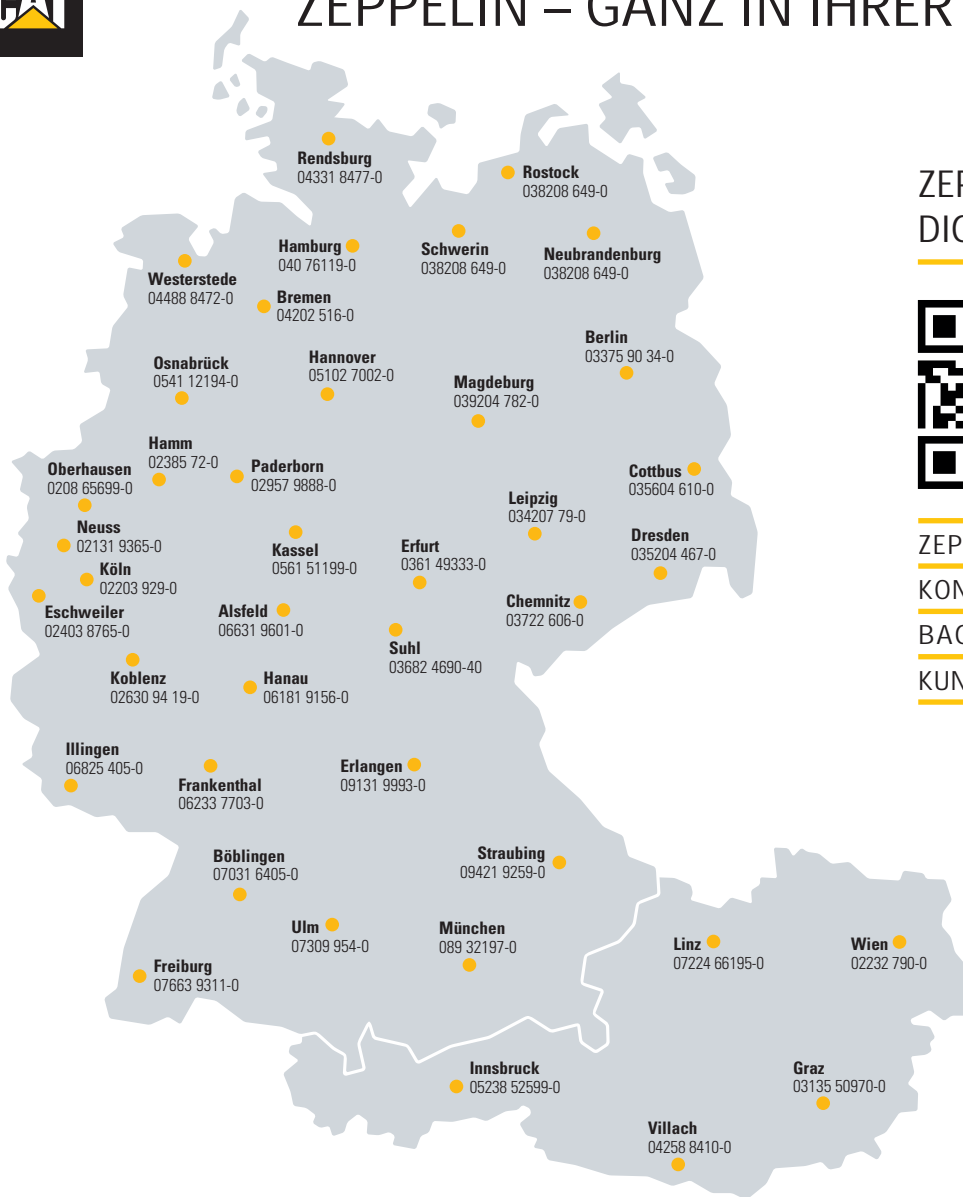 CAT
ZEPPELIN – GANZ IN IHRER
Rendsburg
04331 8477-0
Rostock
038208 649-0
Hamburg
040 76119-0
Schwerin
038208 649-0
Neubrandenburg
038208 649-0
Westerstede
04488 8472-0
Bremen
04202 516-0
Berlin
03375 90 34-0
Osnabrück
0541 12194-0
Hannover
05102 7002-0
Magdeburg
039204 782-0
Hamm
02385 72-0
Oberhausen
0208 65699-0
Paderborn
02957 9888-0
Cottbus
035604 610-0
Leipzig
034207 79-0
Neuss
02131 9365-0
Kassel
0561 51199-0
Erfurt
0361 49333-0
Dresden
035204 467-0
Köln
02203 929-0
Eschweiler
02403 8765-0
Alsfeld
06631 9601-0
Chemnitz
03722 606-0
Suhl
03682 4690-40
Koblenz
02630 94 19-0
Hanau
06181 9156-0
Illingen
06825 405-0
Frankenthal
06233 7703-0
Erlangen
09131 9993-0
Böblingen
07031 6405-0
Straubing
09421 9259-0
Ulm
07309 954-0
München
089 32197-0
Freiburg
07663 9311-0
Linz
07224 66195-0
Wien
02232 790-0
Innsbruck
05238 52599-0
Graz
03135 50970-0
Villach
04258 8410-0
ZEP
KON
KUN